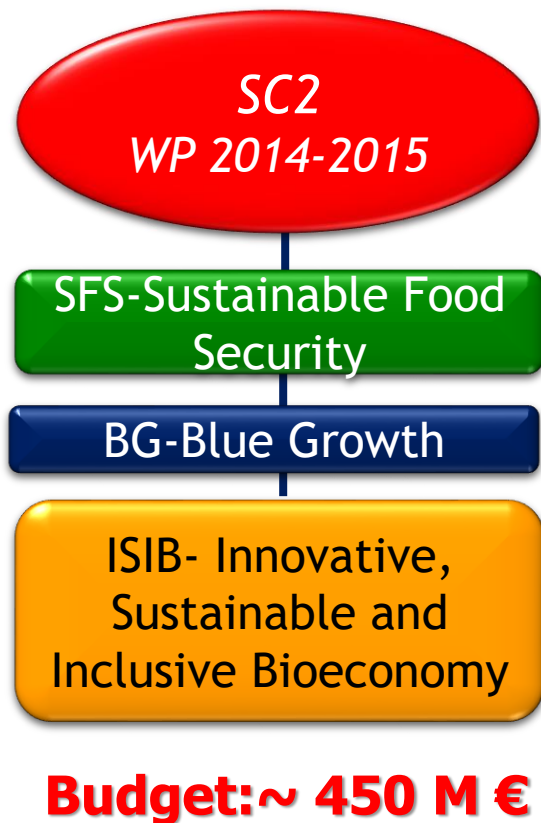 SC2
WP 2014-2015
SFS-Sustainable Food
Security
BG-Blue Growth
ISIB- Innovative,
Sustainable and
Inclusive Bioeconomy
Budget:~ 450 M €